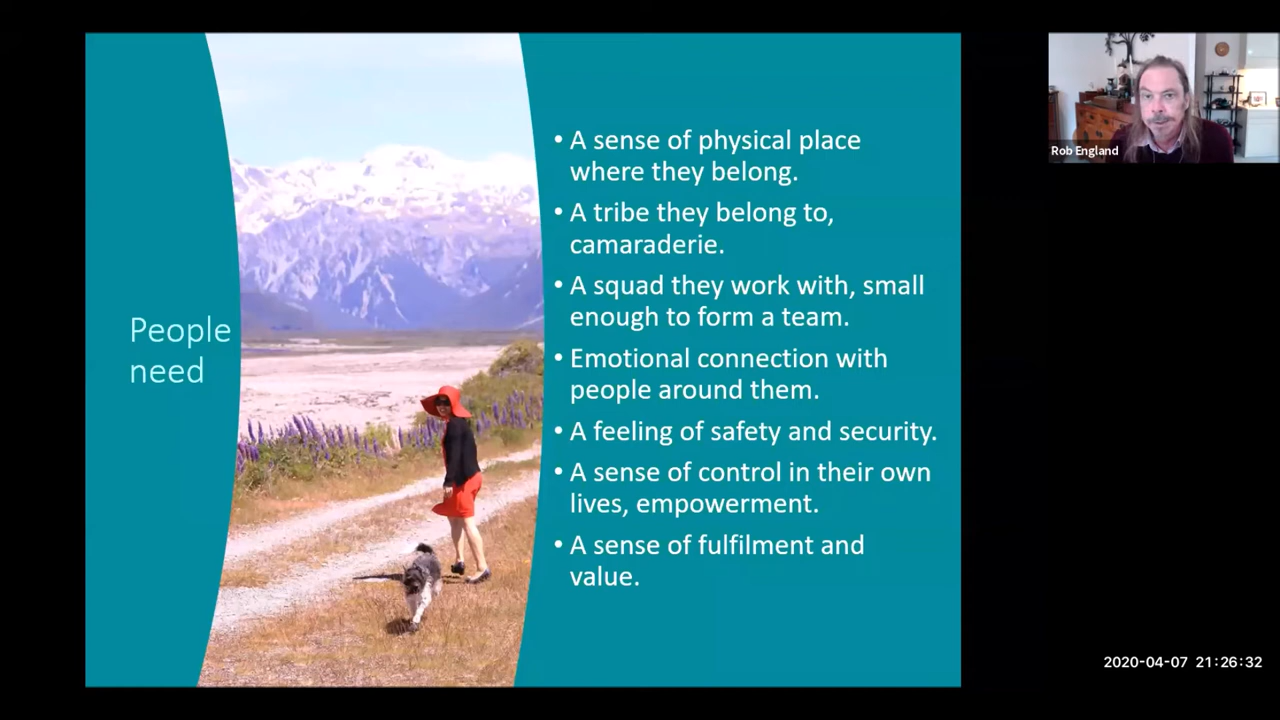 People
need
• A sense of physical place
where they belong.
• A tribe they belong to,
camaraderie.
• A squad they work with, small
enough to form a team.
• Emotional connection with
people around them.
• A feeling of safety and security.
• A sense of control in their own
lives, empowerment.
• A sense of fulfilment and
value.
Rob England
2020-04-07 21:26:32